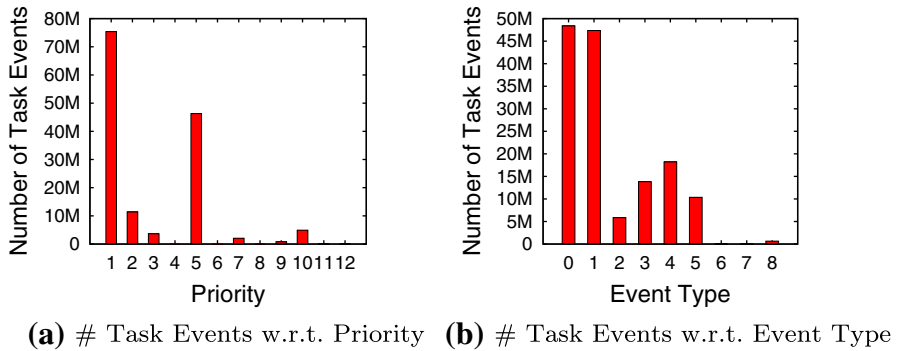 Number of Task Events
80M
70M
60M
50M
40M
30M
20M
10M
0
1 2 3 4 5 6 7 8 9 10 11 12
Priority
(a) # Task Events w.r.t. Priority
Number of Task Events
50M
45M
40M
35M
30M
25M
20M
15M
10M
5M
0
0 1 2 3 4 5 6 7 8
Event Type
(b) # Task Events w.r.t. Event Type